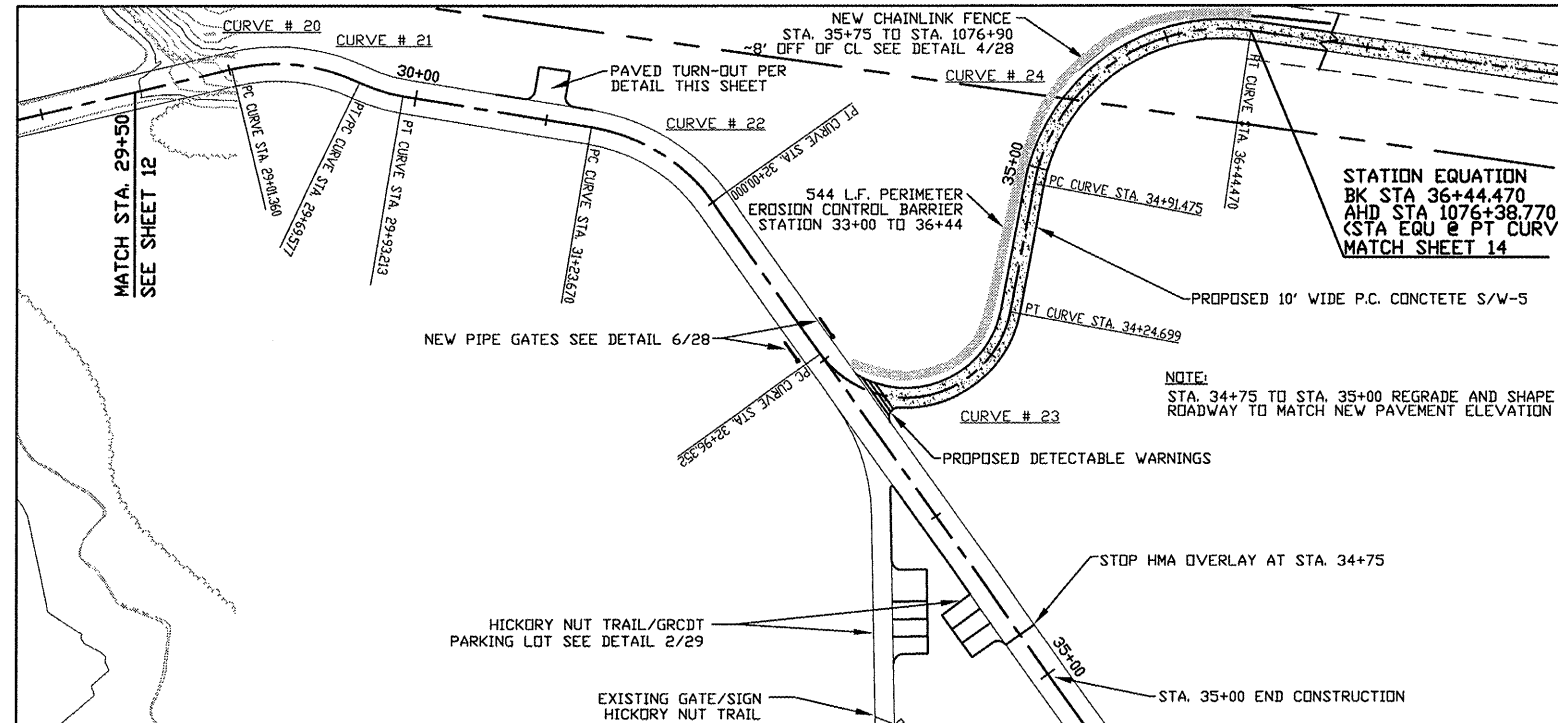 CURVE # 20
CURVE # 21
30+00
PAVED TURN-OUT PER
DETAIL THIS SHEET
CURVE # 22
NEW CHAINLINK FENCE
STA. 35+75 TO STA. 1076+90
~8' OFF OF CL SEE DETAIL 4/28
CURVE # 24
MATCH STA. 29+50
SEE SHEET 12
PC CURVE STA. 29+01.360
PT/PC CURVE STA. 29+69.577
PT CURVE STA. 29+93.213
PC CURVE STA. 31+23.670
PT CURVE STA. 32+00.000
544 L.F. PERIMETER
EROSION CONTROL BARRIER
STATION 33+00 TO 36+44
35+00
PC CURVE STA. 34+91.475
PT CURVE STA. 36+44.470
STATION EQUATION
BK STA 36+44.470
AHD STA 1076+38.770
(STA EQU @ PT CURV
MATCH SHEET 14
PROPOSED 10' WIDE P.C. CONCTETE S/W-5
PT CURVE STA. 34+24.699
NEW PIPE GATES SEE DETAIL 6/28
PC CURVE STA. 32+96.352
NOTE:
STA. 34+75 TO STA. 35+00 REGRADE AND SHAPE
ROADWAY TO MATCH NEW PAVEMENT ELEVATION
CURVE # 23
PROPOSED DETECTABLE WARNINGS
STOP HMA OVERLAY AT STA. 34+75
HICKORY NUT TRAIL/GRCDT
PARKING LOT SEE DETAIL 2/29
35+00
STA. 35+00 END CONSTRUCTION
EXISTING GATE/SIGN
HICKORY NUT TRAIL